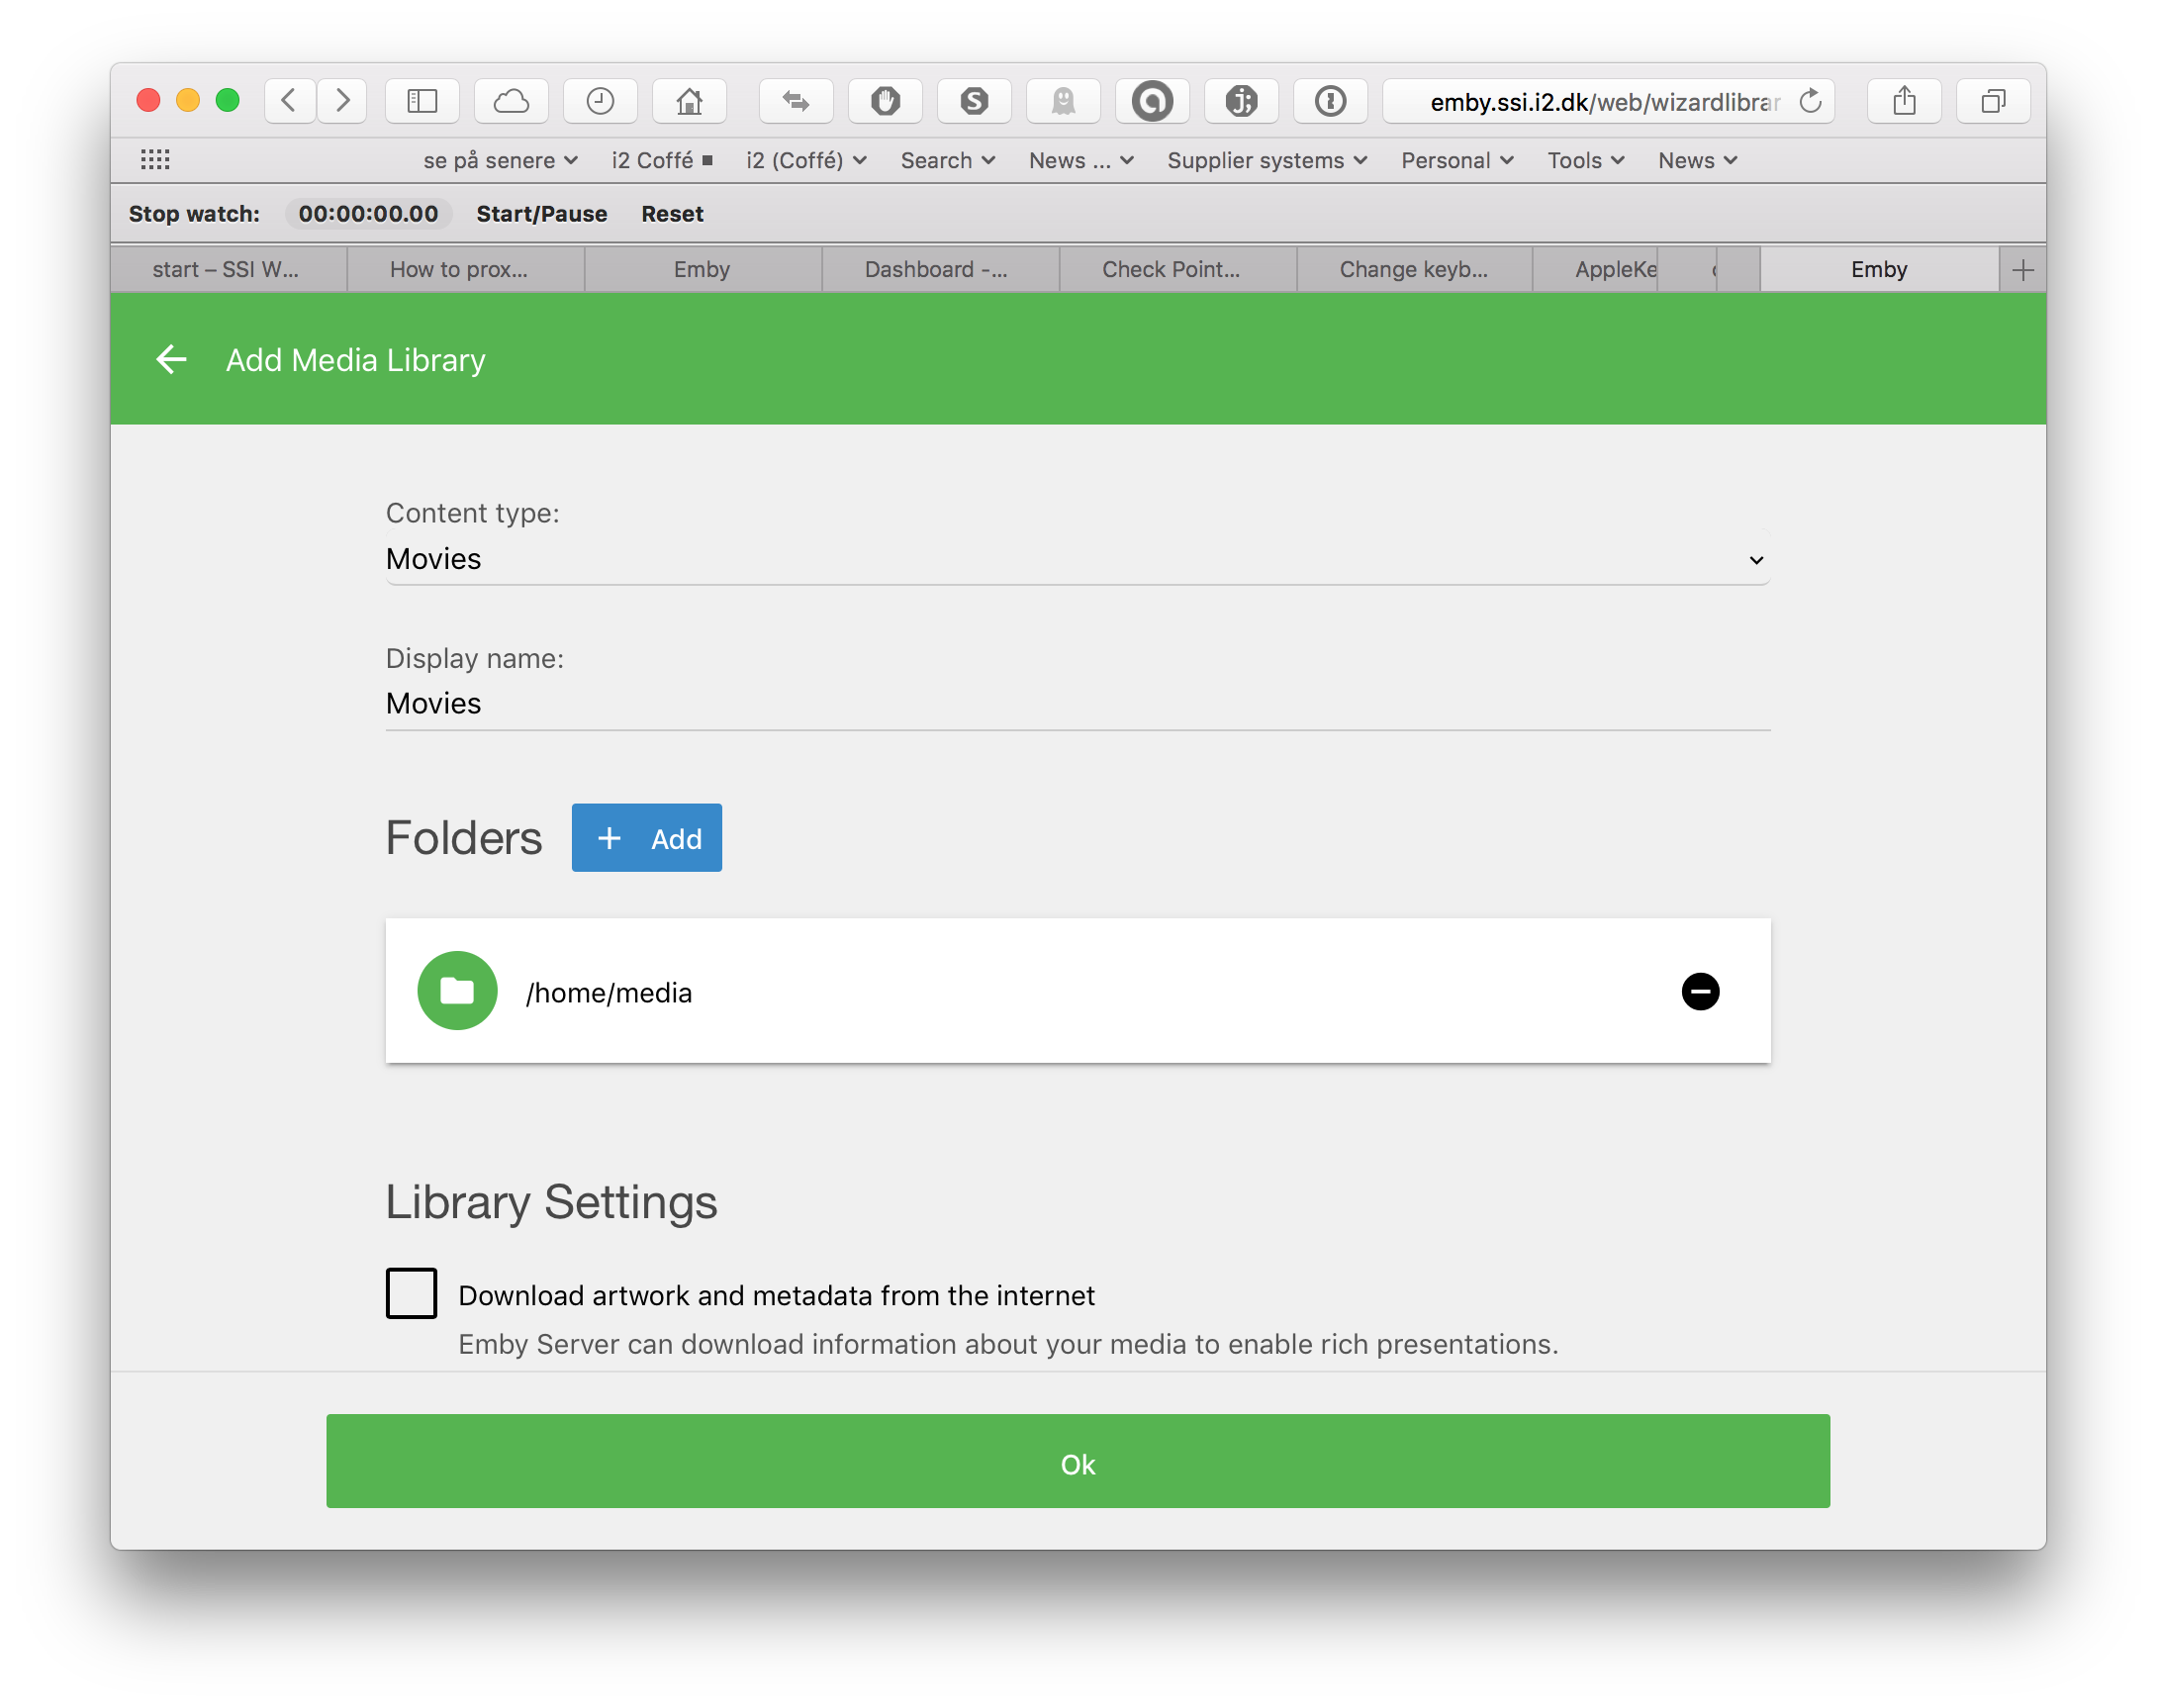 emby.ssi.i2.dk/web/wizardlibrar
se på senere i2 Coffé i2 (Coffé) Search News ... Supplier systems Personal Tools News
Stop watch: 00:00:00.00 Start/Pause Reset
start – SSI W... How to prox... Emby Dashboard -... Check Point... Change keyb... AppleKe Emby
Add Media Library
Content type:
Movies
Display name:
Movies
Folders + Add
/home/media
Library Settings
Download artwork and metadata from the internet
Emby Server can download information about your media to enable rich presentations.
Ok